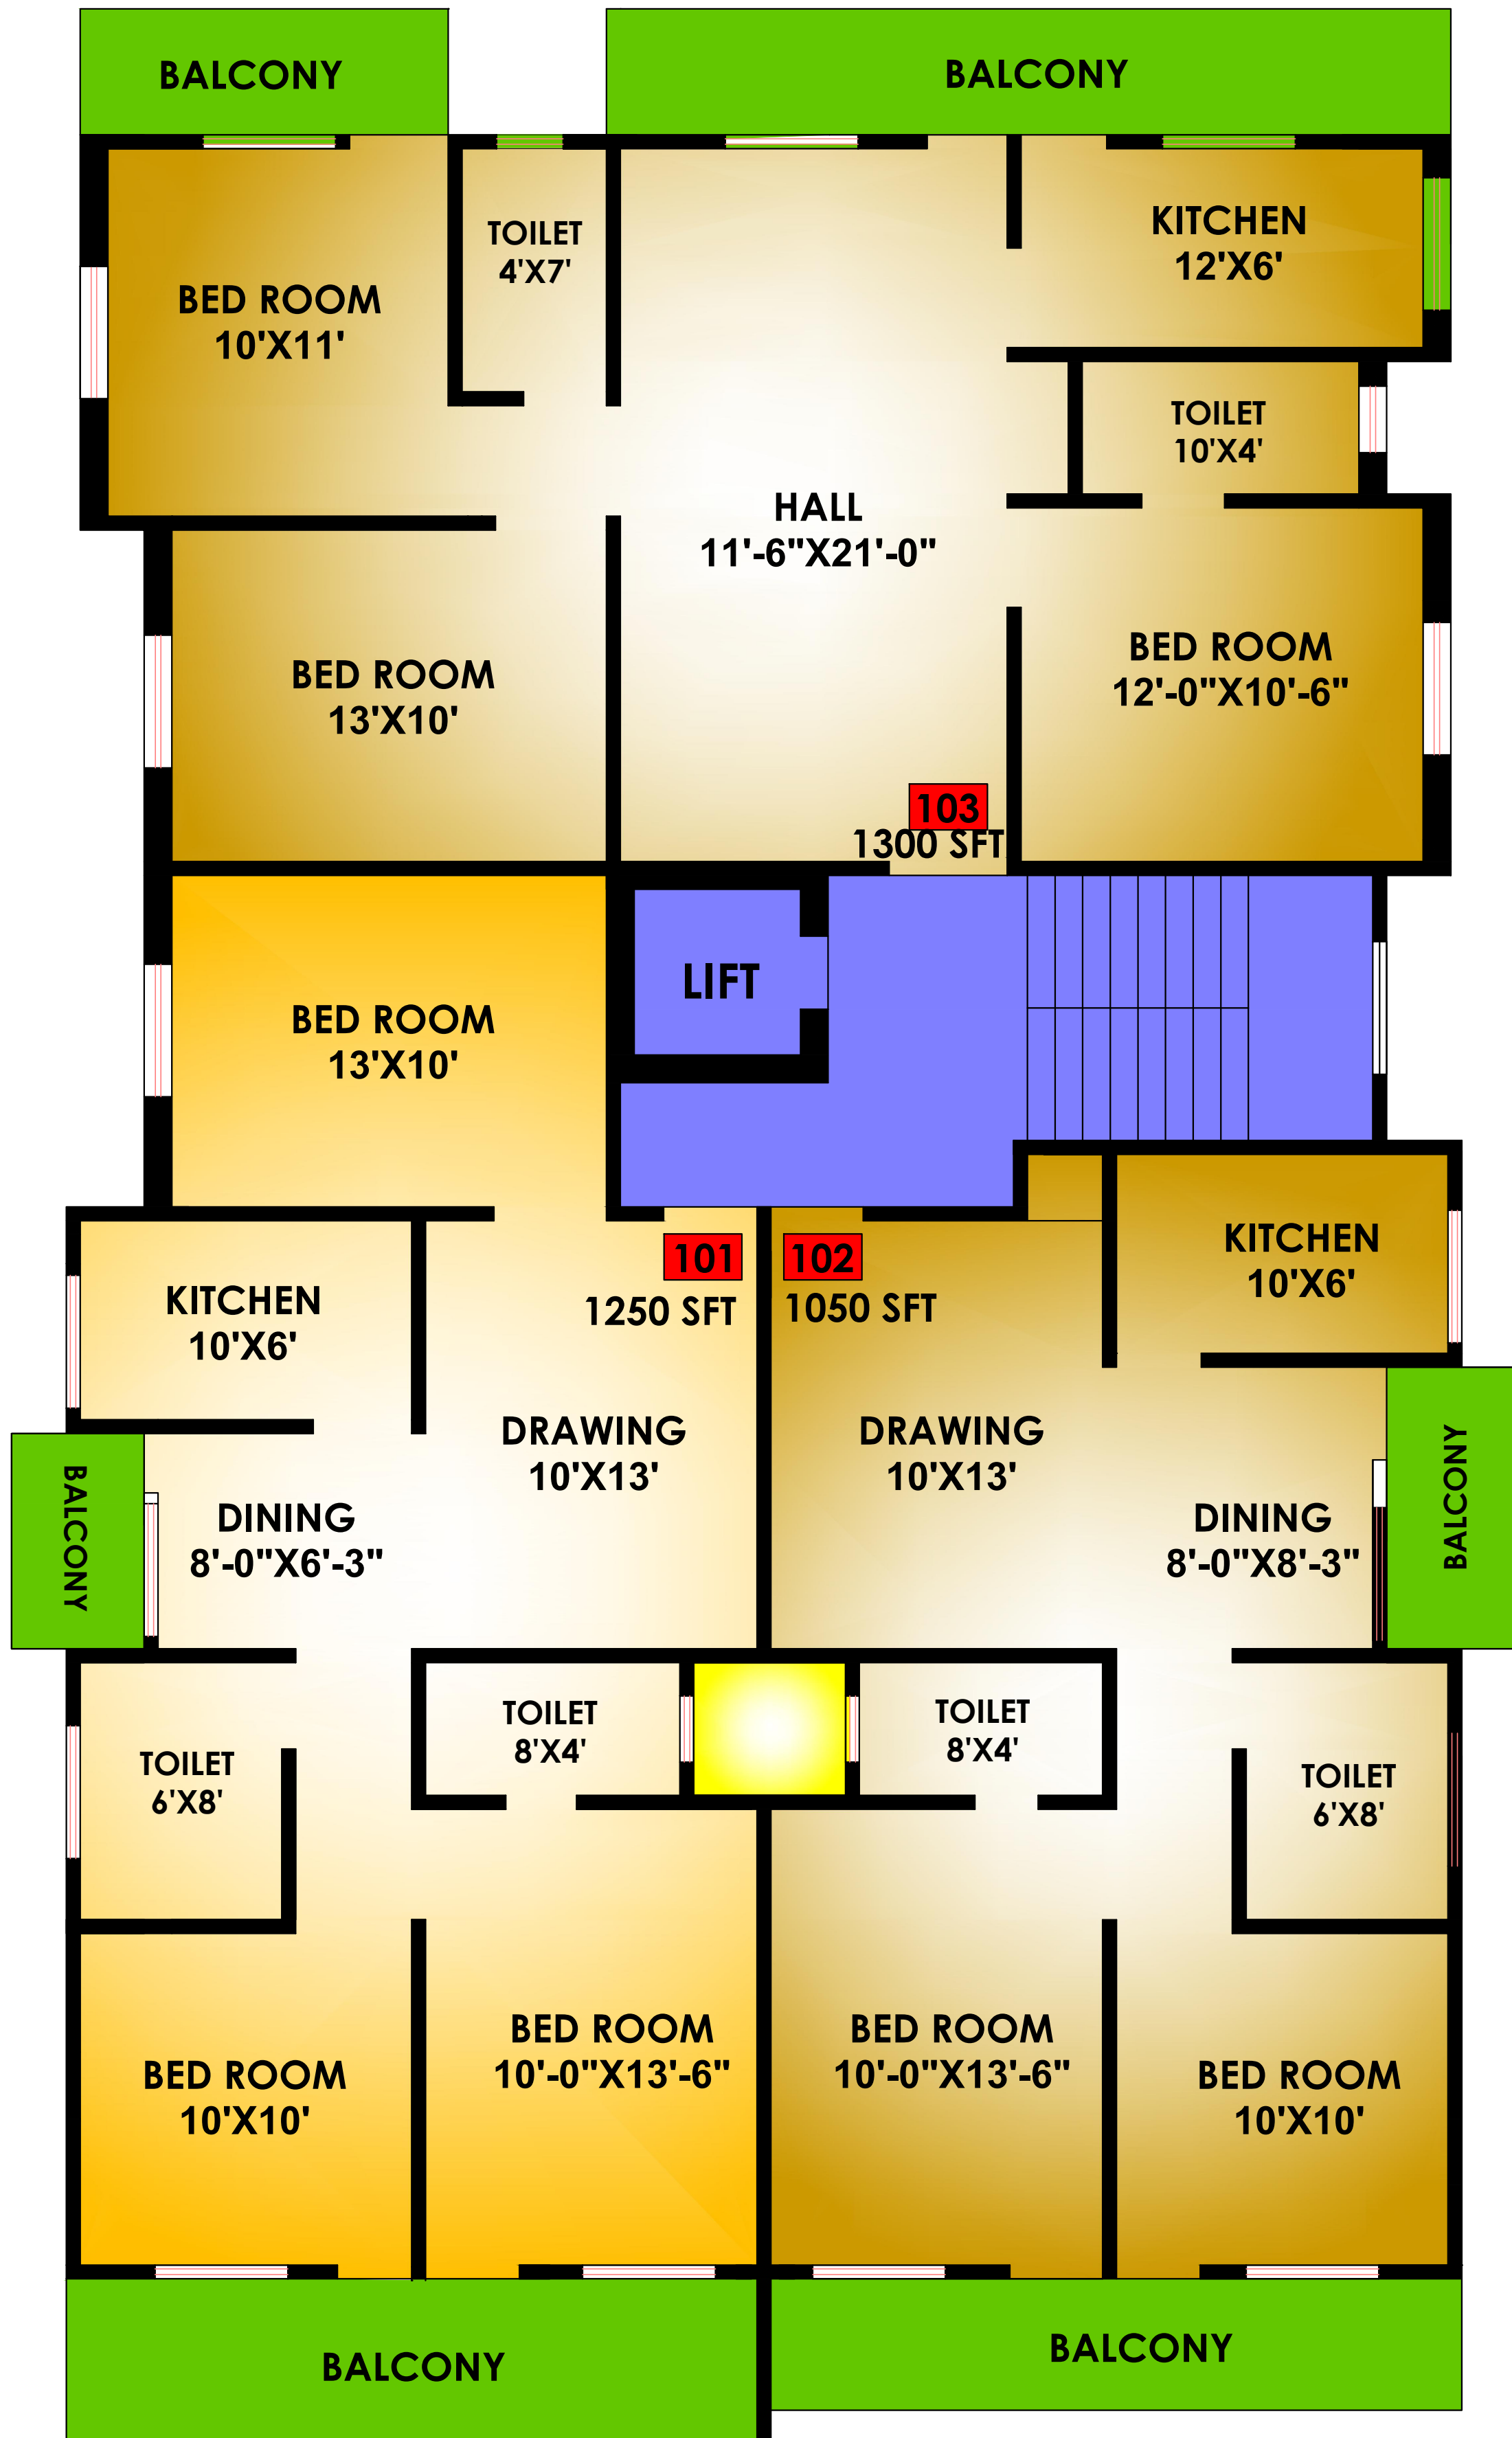 BALCONY
BALCONY
BED ROOM
10'X11'
TOILET
4'X7'
KITCHEN
12'X6'
TOILET
10'X4'
HALL
11'-6"X21'-0"
BED ROOM
13'X10'
BED ROOM
12'-0"X10'-6"
103
1300 SFT
LIFT
BED ROOM
13'X10'
101
1250 SFT
102
1050 SFT
KITCHEN
10'X6'
KITCHEN
10'X6'
DRAWING
10'X13'
DRAWING
10'X13'
BALCONY
DINING
8'-0"X6'-3"
DINING
8'-0"X8'-3"
BALCONY
TOILET
6'X8'
TOILET
8'X4'
TOILET
8'X4'
TOILET
6'X8'
BED ROOM
10'X10'
BED ROOM
10'-0"X13'-6"
BED ROOM
10'-0"X13'-6"
BED ROOM
10'X10'
BALCONY
BALCONY